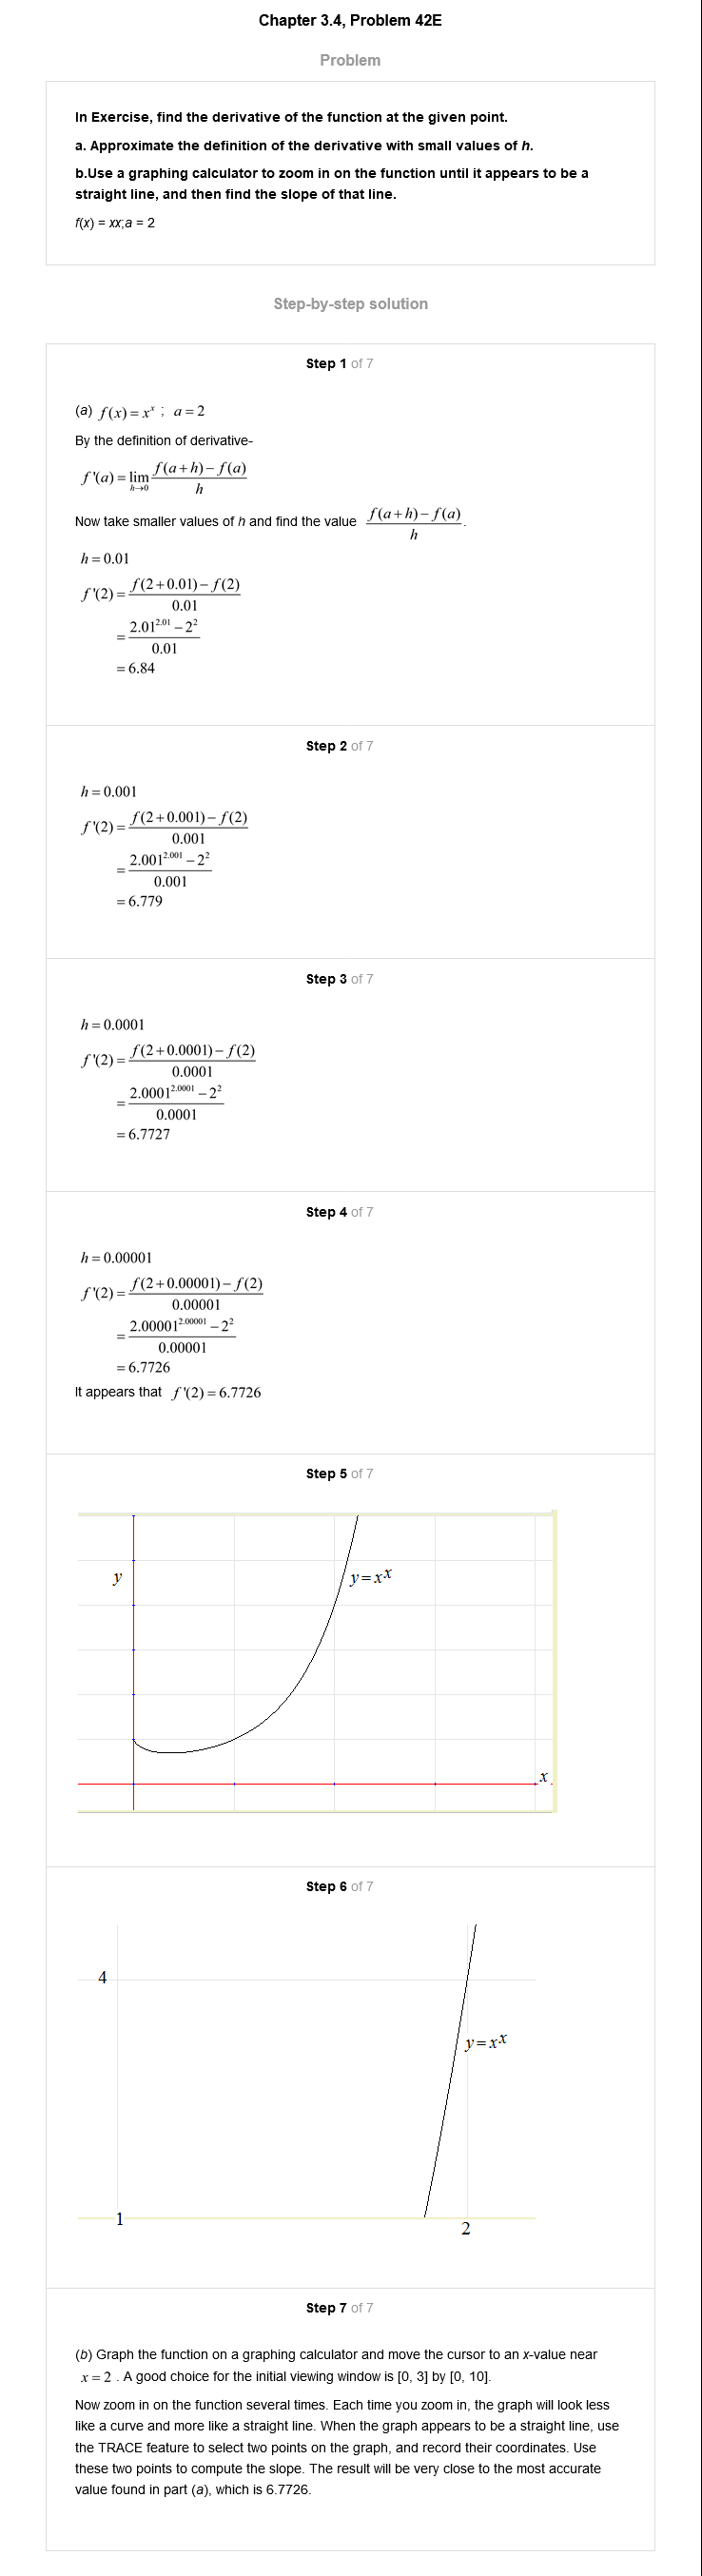 Chapter 3.4, Problem 42E
Problem
In Exercise, find the derivative of the function at the given point.
a. Approximate the definition of the derivative with small values of h.
b.Use a graphing calculator to zoom in on the function until it appears to be a
straight line, and then find the slope of that line.
f(x) = xx;a = 2
Step-by-step solution
Step 1 of 7
(a) f(x) = x^x ; a = 2
By the definition of derivative-
f'(a) = lim h→0 (f(a+h) − f(a))/h
Now take smaller values of h and find the value (f(a+h) − f(a))/h.
h = 0.01
f'(2) = (f(2+0.01) − f(2))/0.01
= (2.01^2.01 − 2^2)/0.01
= 6.84
Step 2 of 7
h = 0.001
f'(2) = (f(2+0.001) − f(2))/0.001
= (2.001^2.001 − 2^2)/0.001
= 6.779
Step 3 of 7
h = 0.0001
f'(2) = (f(2+0.0001) − f(2))/0.0001
= (2.0001^2.0001 − 2^2)/0.0001
= 6.7727
Step 4 of 7
h = 0.00001
f'(2) = (f(2+0.00001) − f(2))/0.00001
= (2.00001^2.00001 − 2^2)/0.00001
= 6.7726
It appears that f'(2) = 6.7726
Step 5 of 7
y
y=x^x
x
Step 6 of 7
4
y=x^x
1
2
Step 7 of 7
(b) Graph the function on a graphing calculator and move the cursor to an x-value near
x = 2 . A good choice for the initial viewing window is [0, 3] by [0, 10].
Now zoom in on the function several times. Each time you zoom in, the graph will look less
like a curve and more like a straight line. When the graph appears to be a straight line, use
the TRACE feature to select two points on the graph, and record their coordinates. Use
these two points to compute the slope. The result will be very close to the most accurate
value found in part (a), which is 6.7726.